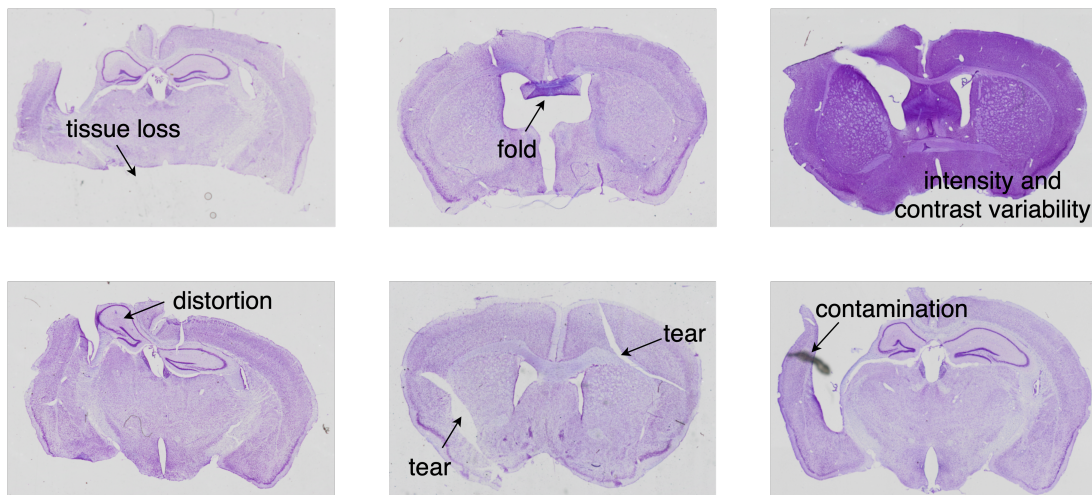 tissue loss
fold
intensity and
contrast variability
distortion
tear
tear
contamination